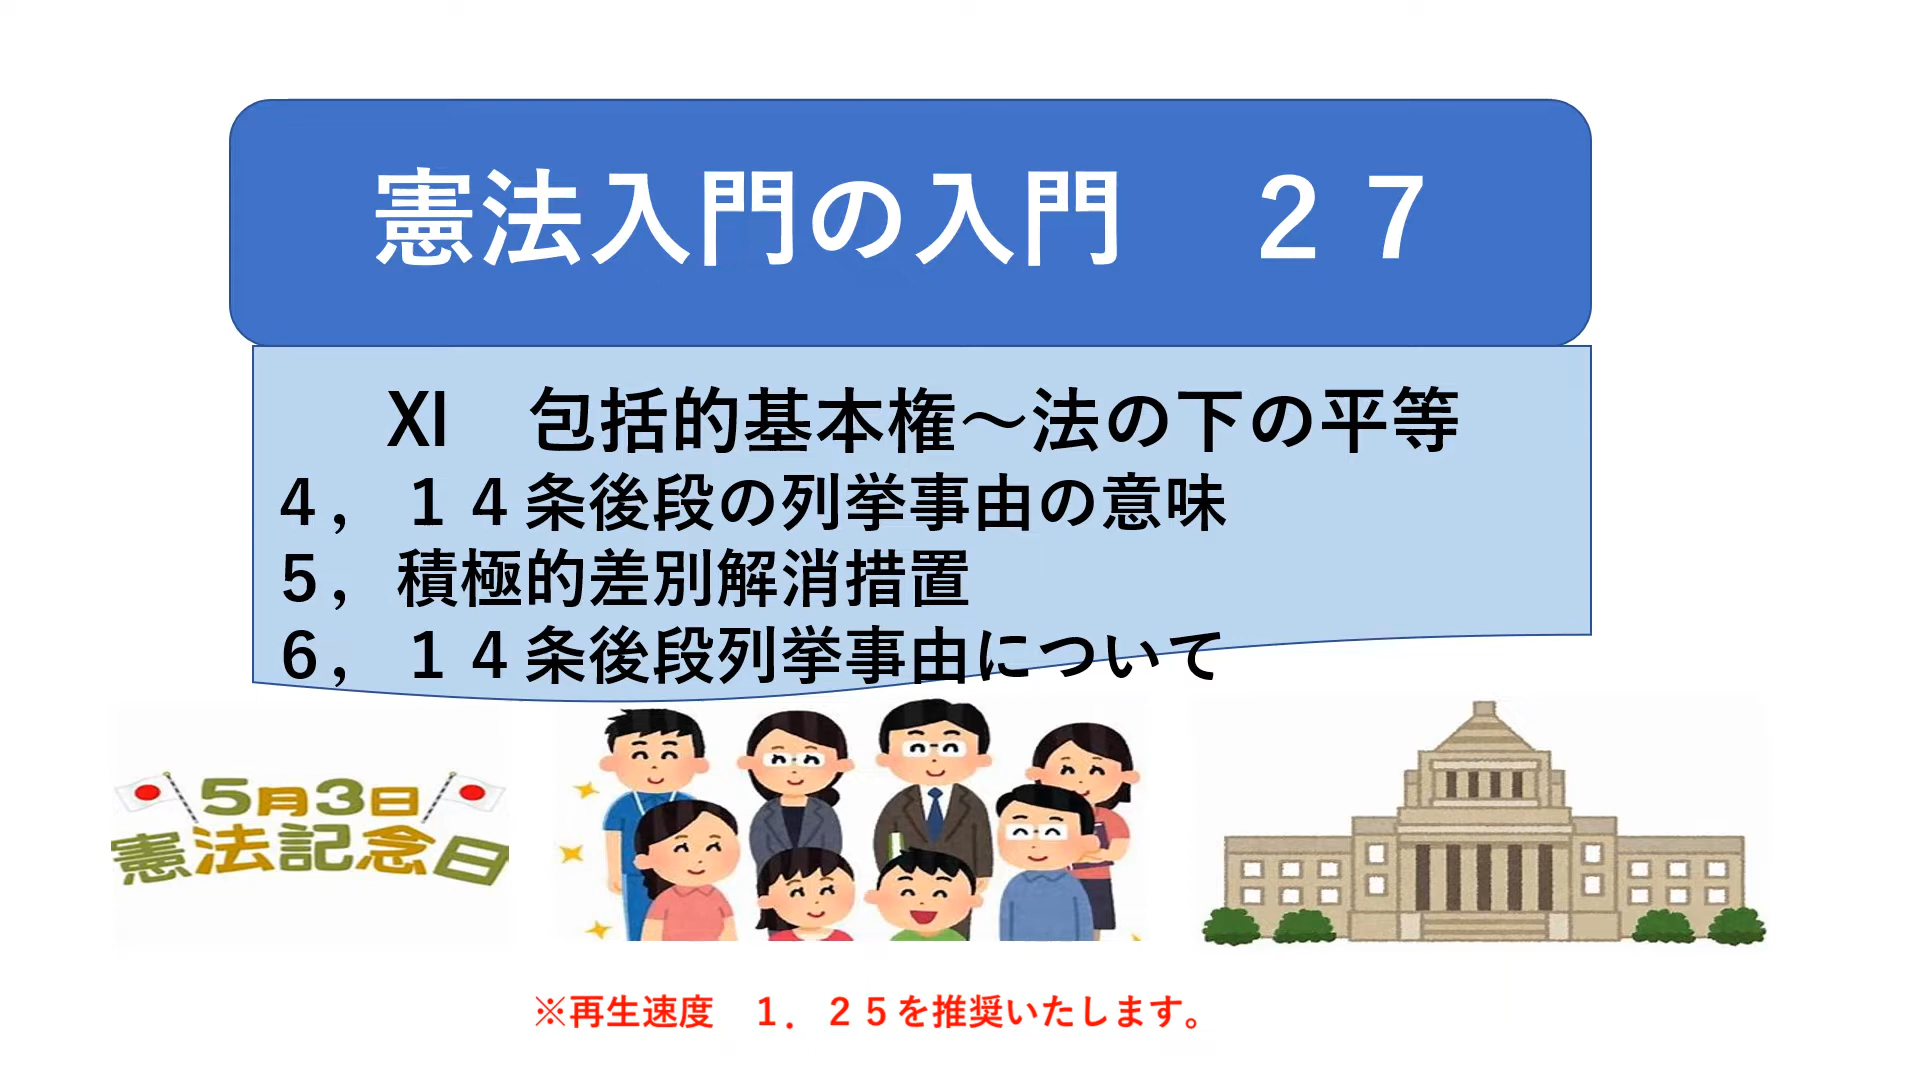 憲法入門の入門　２７
Ⅺ　包括的基本権～法の下の平等
４，１４条後段の列挙事由の意味
５，積極的差別解消措置
６，１４条後段列挙事由について
5月3日
憲法記念日
※再生速度　１．２５を推奨いたします。